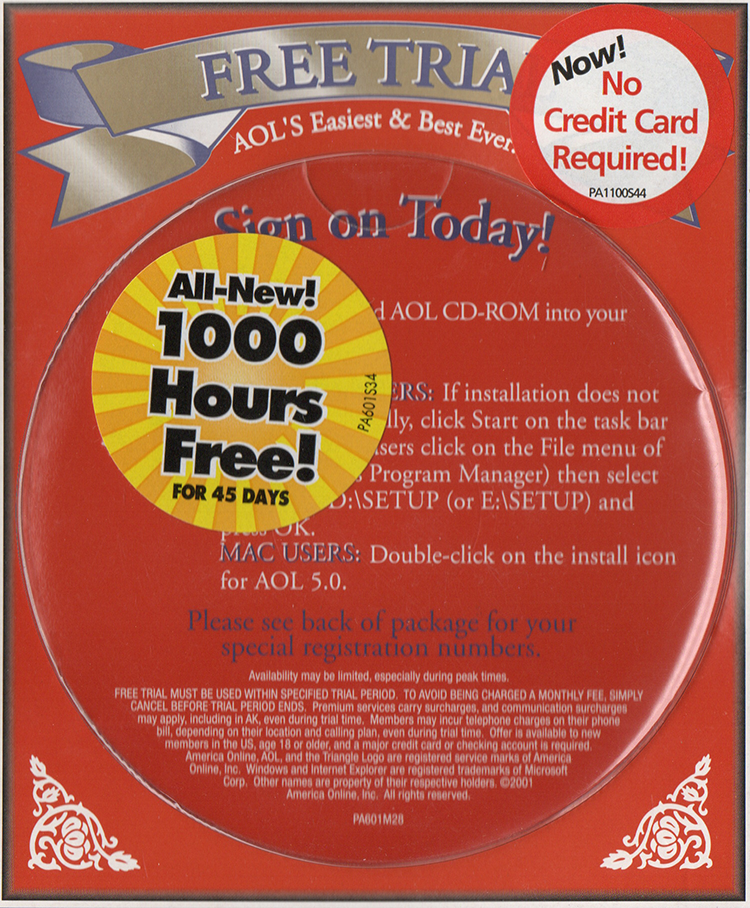 FREE TRIA
Now!
No
Credit Card
Required!
PA1100S44
AOL'S Easiest & Best Ever.
Sign on Today!
All-New!
1000
Hours
Free!
FOR 45 DAYS
PA601S34
d AOL CD-ROM into your
ERS: If installation does not
lly, click Start on the task bar
sers click on the File menu of
s Program Manager) then select
D:\SETUP (or E:\SETUP) and
press OK.
MAC USERS: Double-click on the install icon
for AOL 5.0.
Please see back of package for your
special registration numbers.
Availability may be limited, especially during peak times.
FREE TRIAL MUST BE USED WITHIN SPECIFIED TRIAL PERIOD. TO AVOID BEING CHARGED A MONTHLY FEE, SIMPLY
CANCEL BEFORE TRIAL PERIOD ENDS. Premium services carry surcharges, and communication surcharges
may apply, including in AK, even during trial time. Members may incur telephone charges on their phone
bill, depending on their location and calling plan, even during trial time. Offer is available to new
members in the US, age 18 or older, and a major credit card or checking account is required.
America Online, AOL, and the Triangle Logo are registered service marks of America
Online, Inc. Windows and Internet Explorer are registered trademarks of Microsoft
Corp. Other names are property of their respective holders. ©2001
America Online, Inc. All rights reserved.
PA601M28